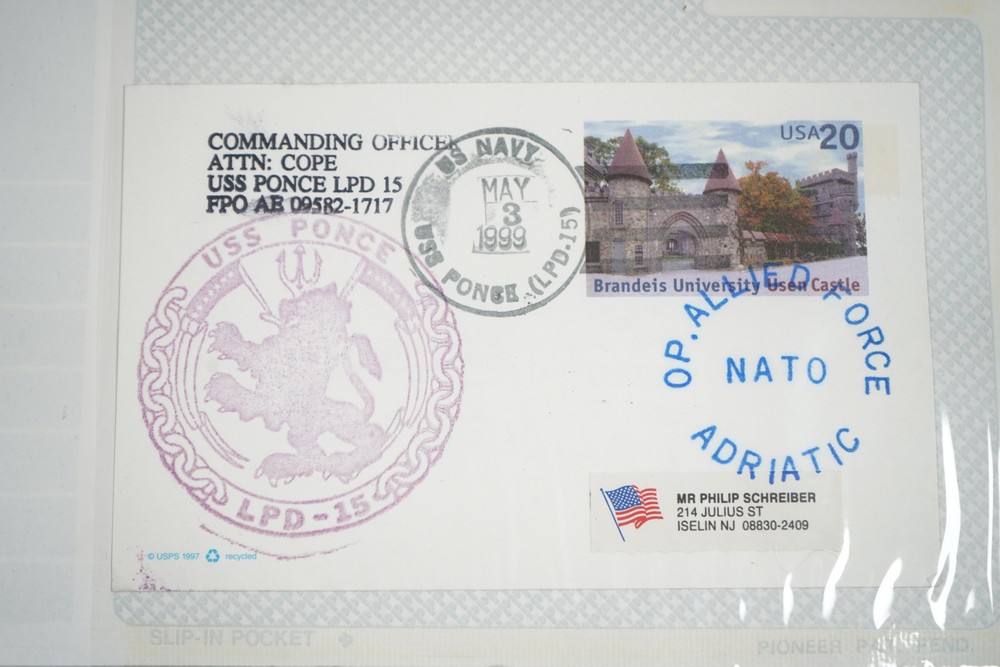 COMMANDING OFFICER
ATTN: COPE
USS PONCE LPD 15
FPO AE 09582-1717
US NAVY
MAY
3
1999
USS PONCE (LPD-15)
USA20
Brandeis University Usen Castle
USS PONCE
LPD-15
OP. ALLIED FORCE
NATO
ADRIATIC
MR PHILIP SCHREIBER
214 JULIUS ST
ISELIN NJ 08830-2409
© USPS 1997 recycled
SLIP-IN POCKET
PIONEER PAT. PEND.